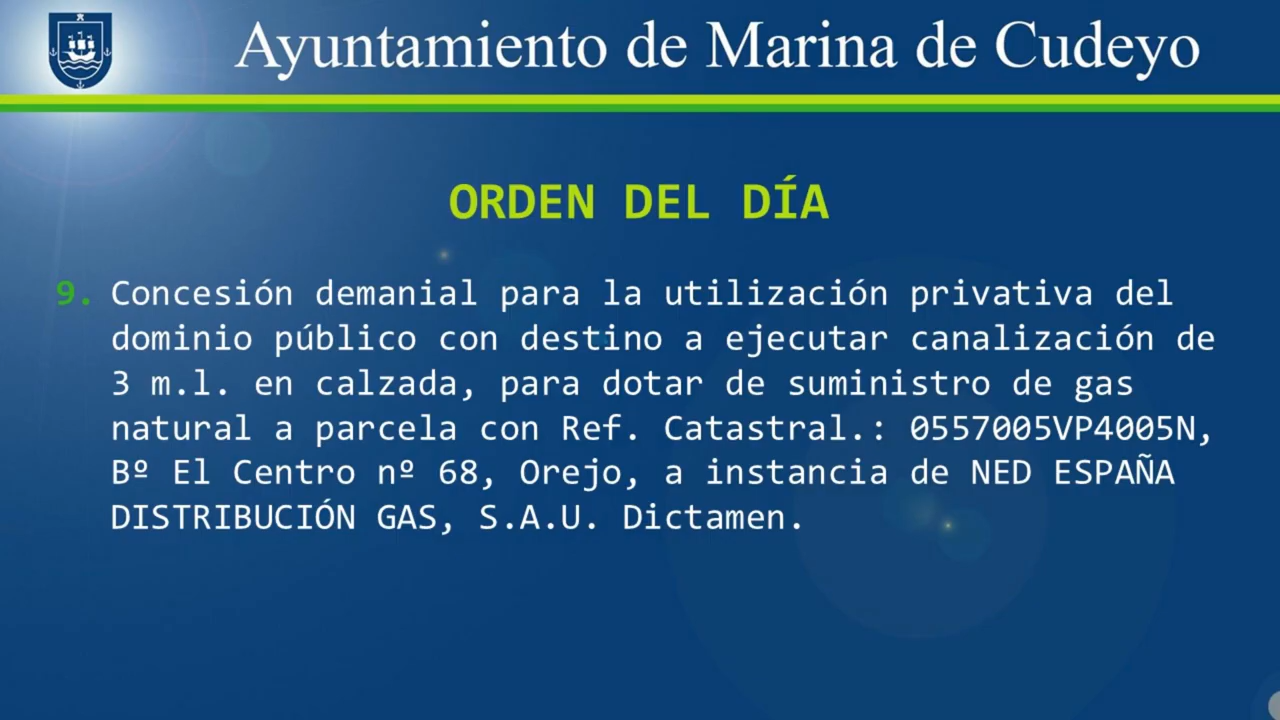 Ayuntamiento de Marina de Cudeyo
ORDEN DEL DÍA
9. Concesión demanial para la utilización privativa del
dominio público con destino a ejecutar canalización de
3 m.l. en calzada, para dotar de suministro de gas
natural a parcela con Ref. Catastral.: 0557005VP4005N,
Bº El Centro nº 68, Orejo, a instancia de NED ESPAÑA
DISTRIBUCIÓN GAS, S.A.U. Dictamen.